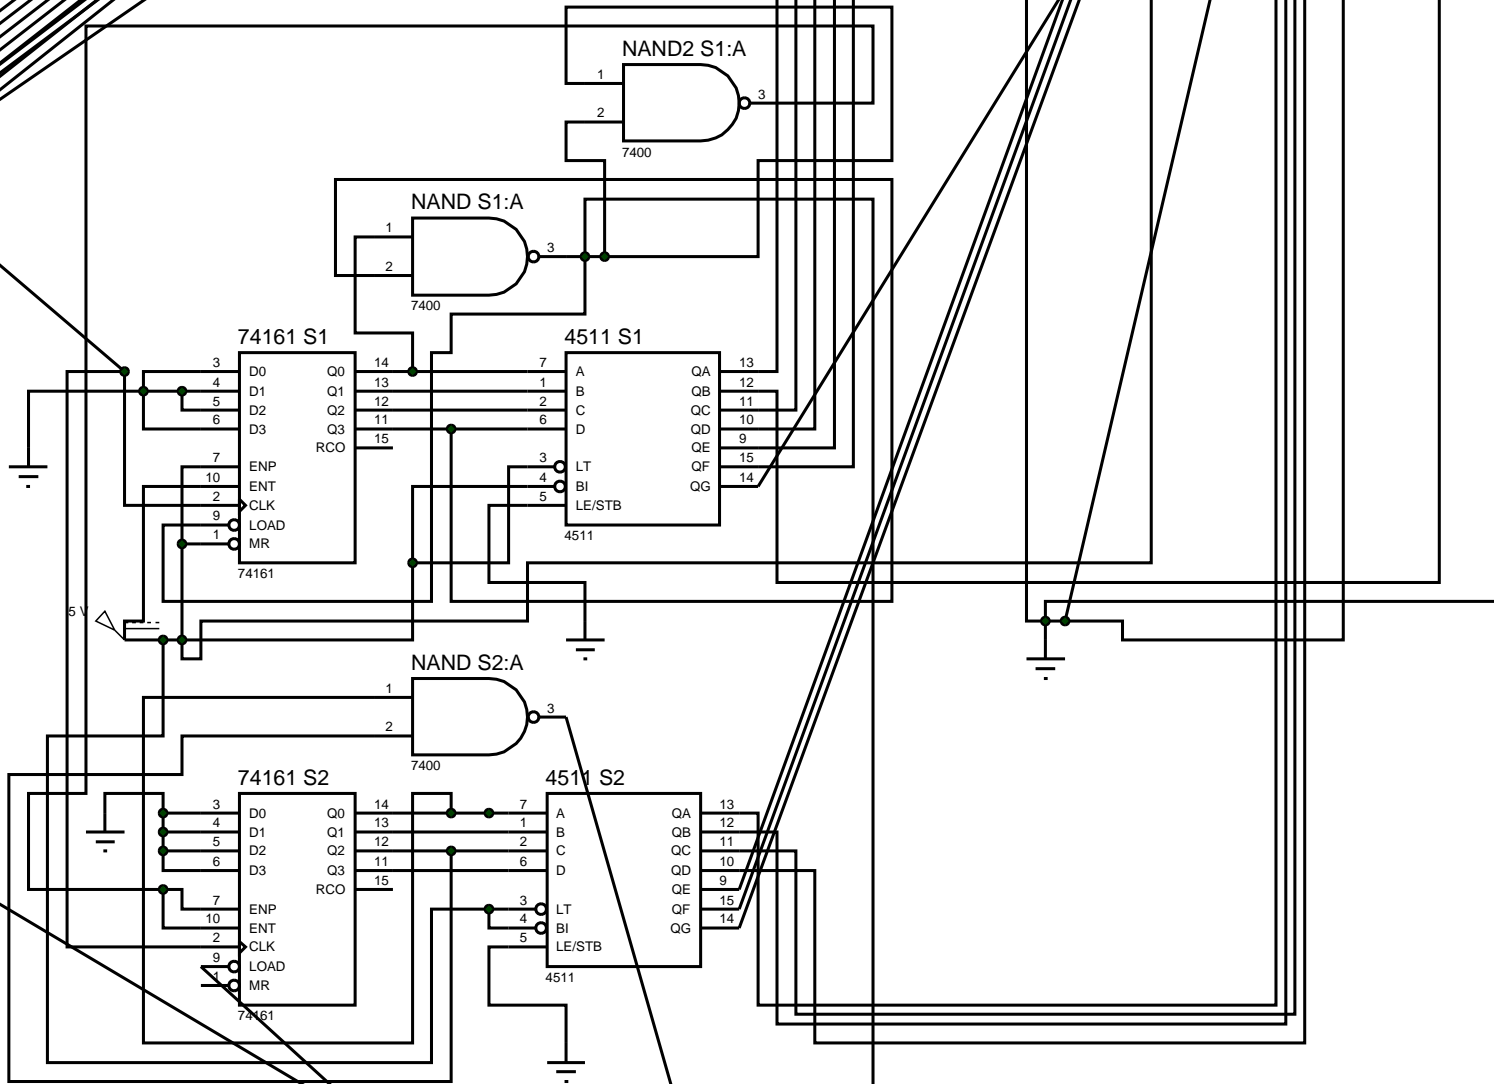 NAND2 S1:A
1
3
2
7400
NAND S1:A
1
3
2
7400
74161 S1
4511 S1
3 D0 Q0 14
7 A QA 13
4 D1 Q1 13
1 B QB 12
5 D2 Q2 12
2 C QC 11
6 D3 Q3 11
6 D QD 10
RCO 15
QE 9
7 ENP
3 LT QF 15
10 ENT
4 BI QG 14
2 CLK
5 LE/STB
9 LOAD
4511
1 MR
74161
5 V
NAND S2:A
1
3
2
7400
74161 S2
4511 S2
3 D0 Q0 14
7 A QA 13
4 D1 Q1 13
1 B QB 12
5 D2 Q2 12
2 C QC 11
6 D3 Q3 11
6 D QD 10
RCO 15
QE 9
7 ENP
3 LT QF 15
10 ENT
4 BI QG 14
2 CLK
5 LE/STB
9 LOAD
4511
1 MR
74161